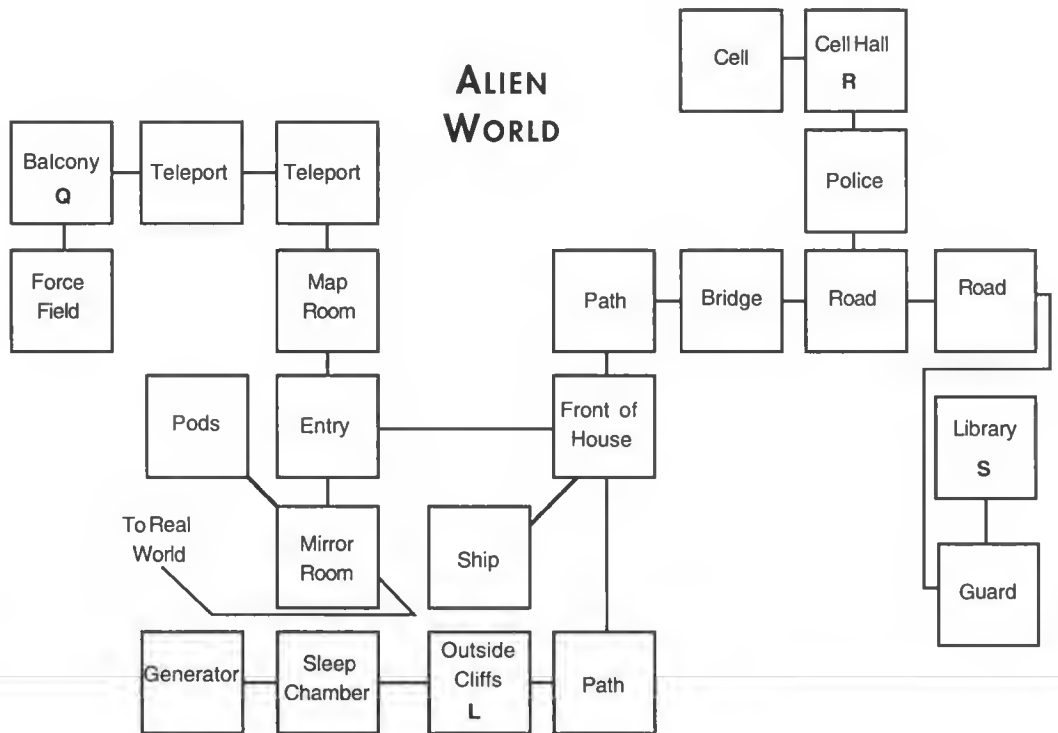 ALIEN
WORLD
Cell
Cell Hall
R
Balcony
Q
Teleport
Teleport
Police
Force
Field
Map
Room
Path
Bridge
Road
Road
Pods
Entry
Front of
House
Library
S
To Real
World
Mirror
Room
Ship
Guard
Generator
Sleep
Chamber
Outside
Cliffs
L
Path